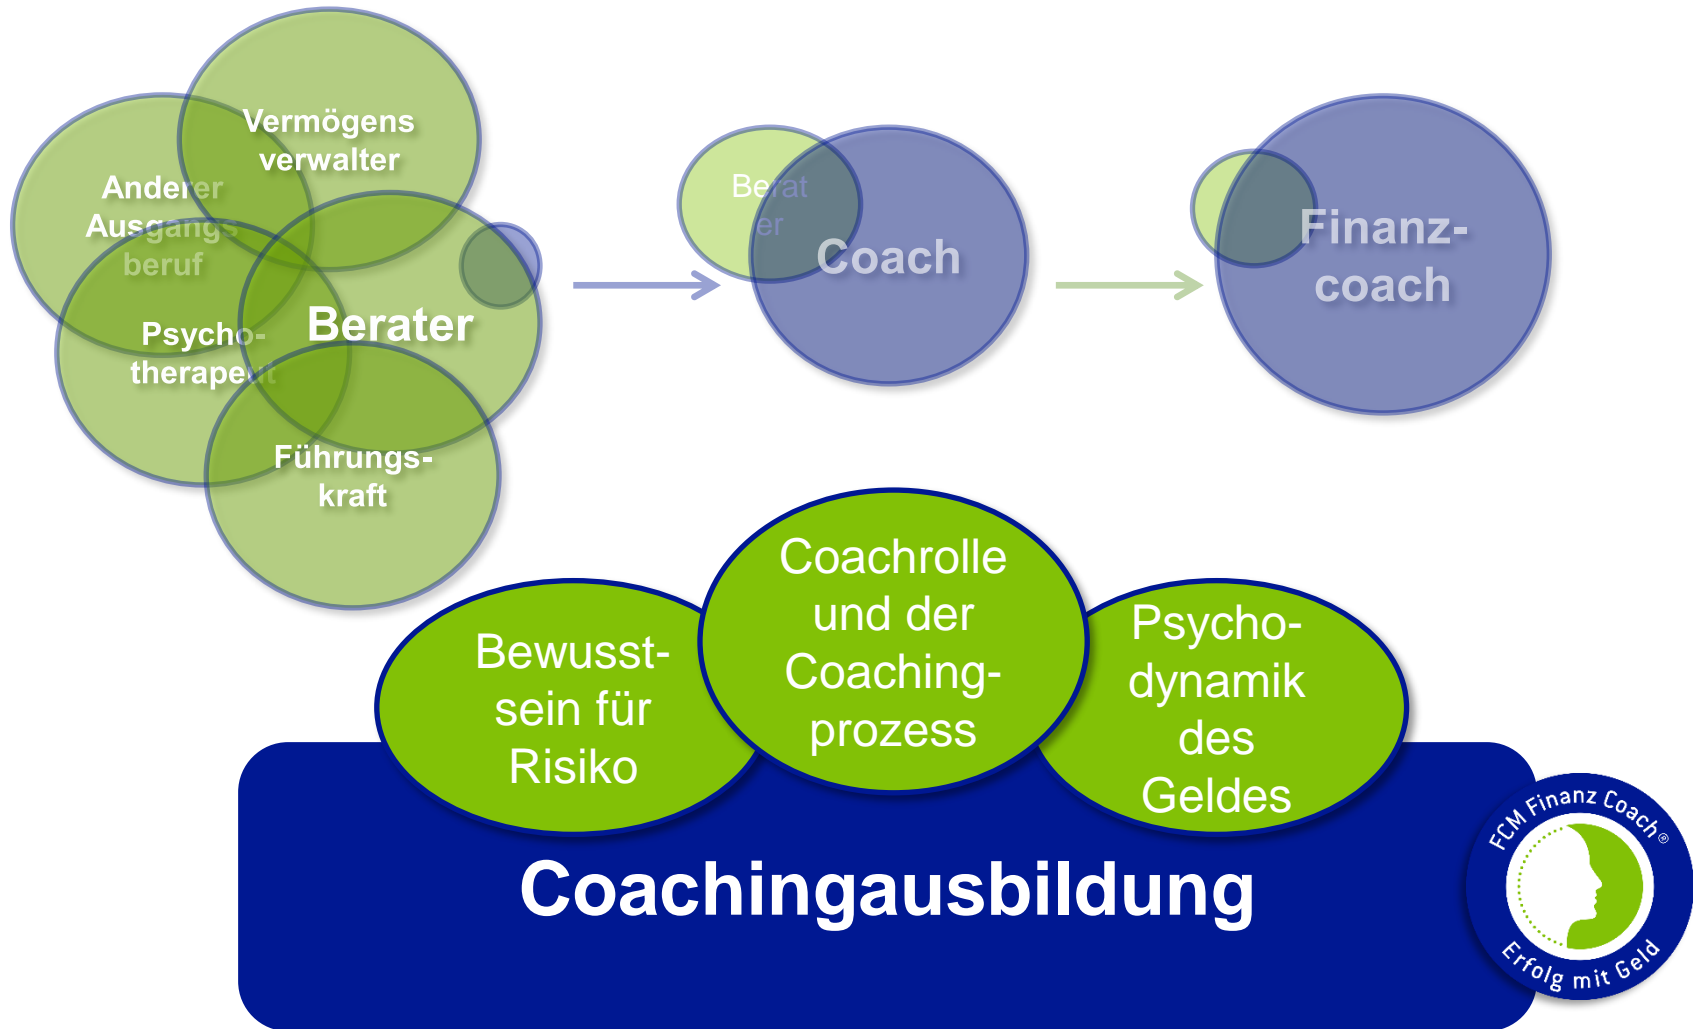 Vermögens
verwalter
Anderer
Ausgangs
beruf
Psycho-
therapeut
Berater
Führungs-
kraft
Berat
er
Coach
Finanz-
coach
Bewusst-
sein für
Risiko
Coachrolle
und der
Coaching-
prozess
Psycho-
dynamik
des
Geldes
Coachingausbildung
FCM Finanz Coach®
Erfolg mit Geld